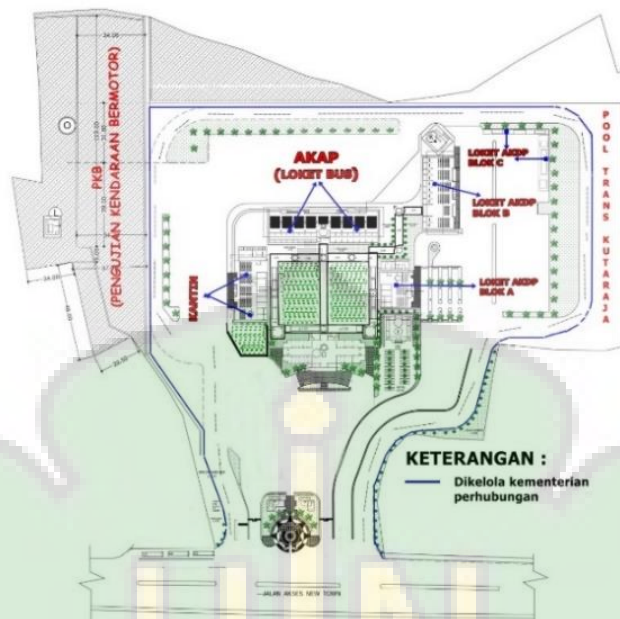 PKB
(PENGUJIAN KENDARAAN BERMOTOR)
AKAP
(LOKET BUS)
LOKET AKDP
BLOK C
LOKET AKDP
BLOK B
LOKET AKDP
BLOK A
KANTIN
POOL TRANS KUTARAJA
KETERANGAN :
Dikelola kementerian
perhubungan
JALAN AKSES NEW TOWN